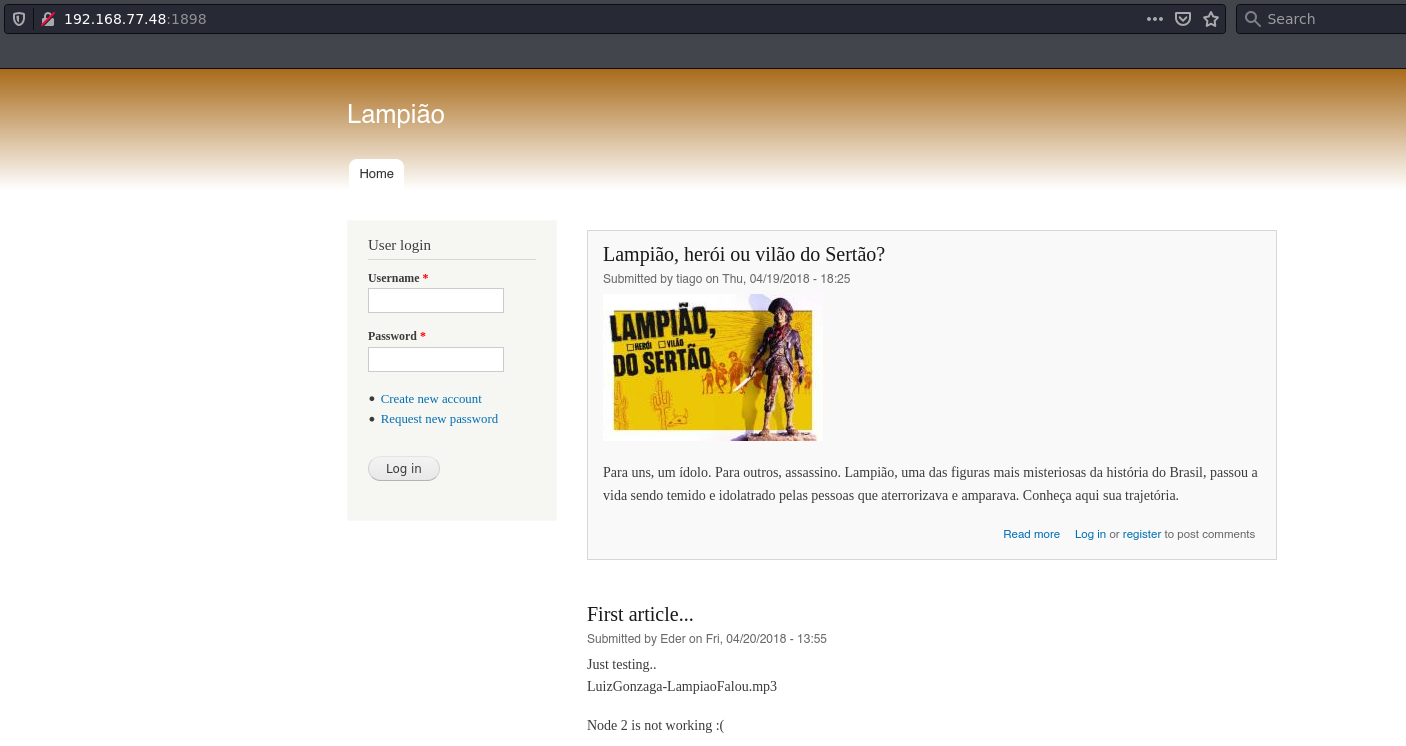 192.168.77.48:1898
Search
Lampião
Home
User login
Username *
Password *
Create new account
Request new password
Log in
Lampião, herói ou vilão do Sertão?
Submitted by tiago on Thu, 04/19/2018 - 18:25
LAMPIÃO,
HERÓI VILÃO
DO SERTÃO
Para uns, um ídolo. Para outros, assassino. Lampião, uma das figuras mais misteriosas da história do Brasil, passou a
vida sendo temido e idolatrado pelas pessoas que aterrorizava e amparava. Conheça aqui sua trajetória.
Read more Log in or register to post comments
First article...
Submitted by Eder on Fri, 04/20/2018 - 13:55
Just testing..
LuizGonzaga-LampiaoFalou.mp3
Node 2 is not working :(